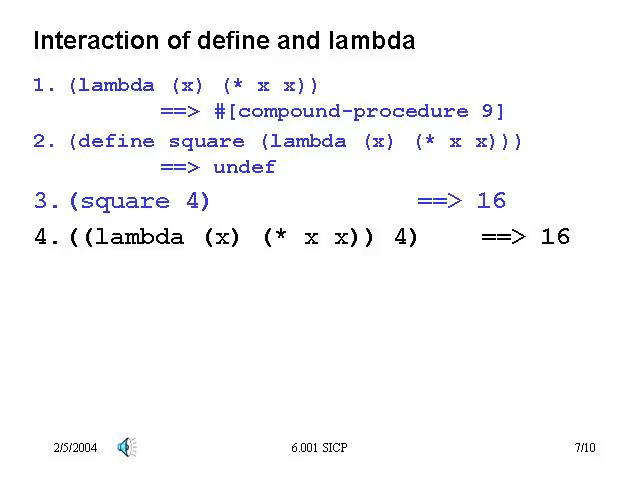 Interaction of define and lambda
1. (lambda (x) (* x x))
==> #[compound-procedure 9]
2. (define square (lambda (x) (* x x)))
==> undef
3. (square 4) ==> 16
4. ((lambda (x) (* x x)) 4) ==> 16
2/5/2004 6.001 SICP 7/10